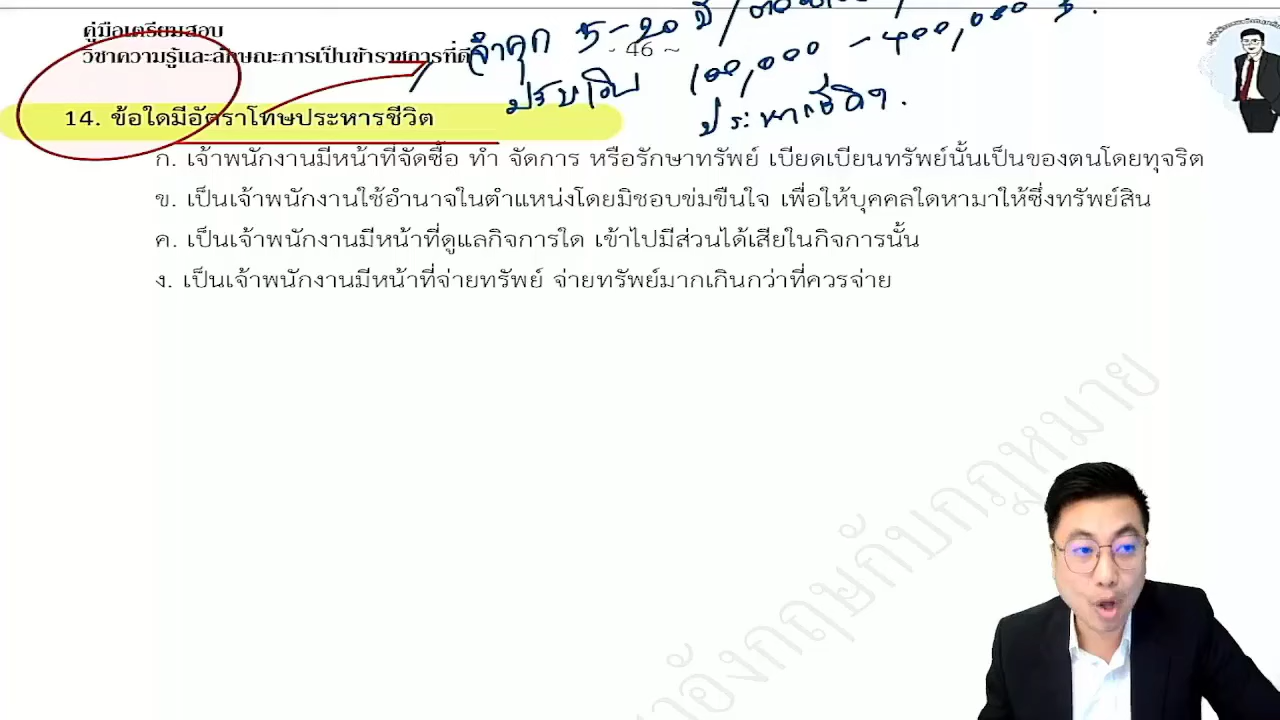 คู่มือเตรียมสอบ
วิชาความรู้และลักษณะการเป็นข้าราชการที่ดี
~ 46 ~
จำคุก 5-20 ปี /
ปรับเงิน 100,000 - 400,000 บ.
ประหารชีวิต.
14. ข้อใดมีอัตราโทษประหารชีวิต
ก. เจ้าพนักงานมีหน้าที่จัดซื้อ ทำ จัดการ หรือรักษาทรัพย์ เบียดเบียนทรัพย์นั้นเป็นของตนโดยทุจริต
ข. เป็นเจ้าพนักงานใช้อำนาจในตำแหน่งโดยมิชอบข่มขืนใจ เพื่อให้บุคคลใดหามาให้ซึ่งทรัพย์สิน
ค. เป็นเจ้าพนักงานมีหน้าที่ดูแลกิจการใด เข้าไปมีส่วนได้เสียในกิจการนั้น
ง. เป็นเจ้าพนักงานมีหน้าที่จ่ายทรัพย์ จ่ายทรัพย์มากเกินกว่าที่ควรจ่าย
อังกฤษกับกฎหมาย